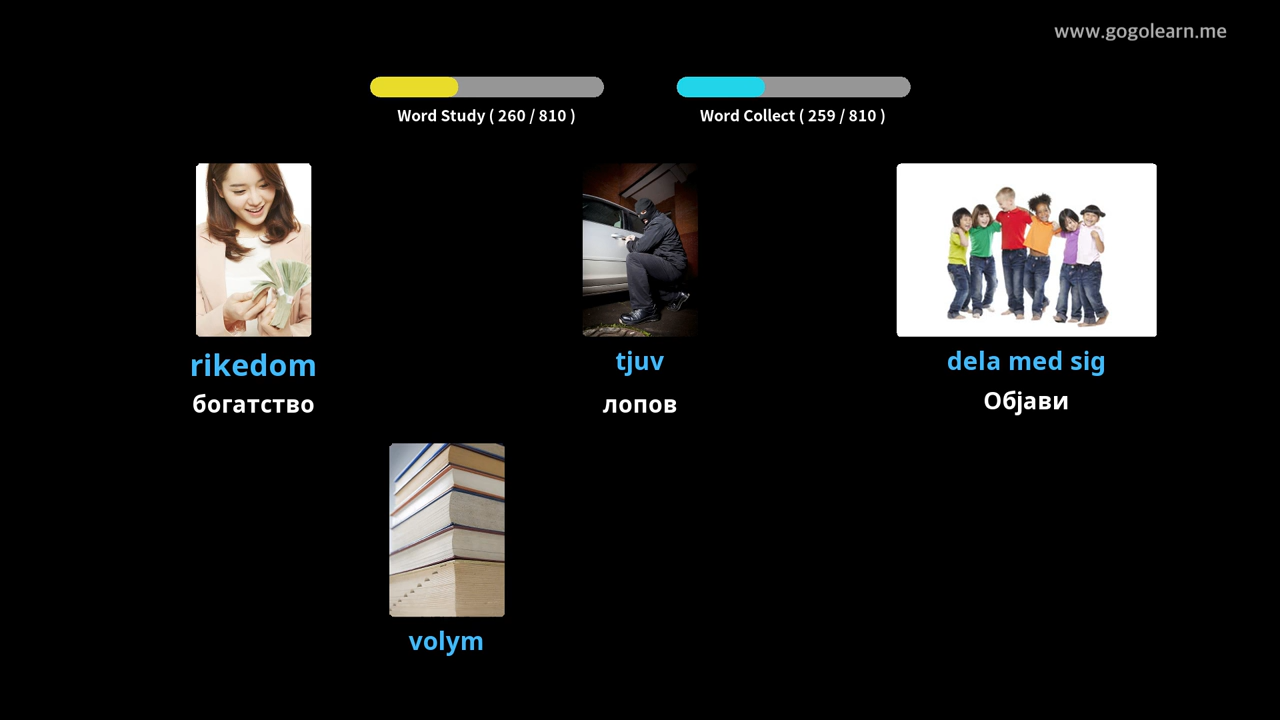 www.gogolearn.me
Word Study ( 260 / 810 )
Word Collect ( 259 / 810 )
rikedom
богатство
tjuv
лопов
dela med sig
Објави
volym